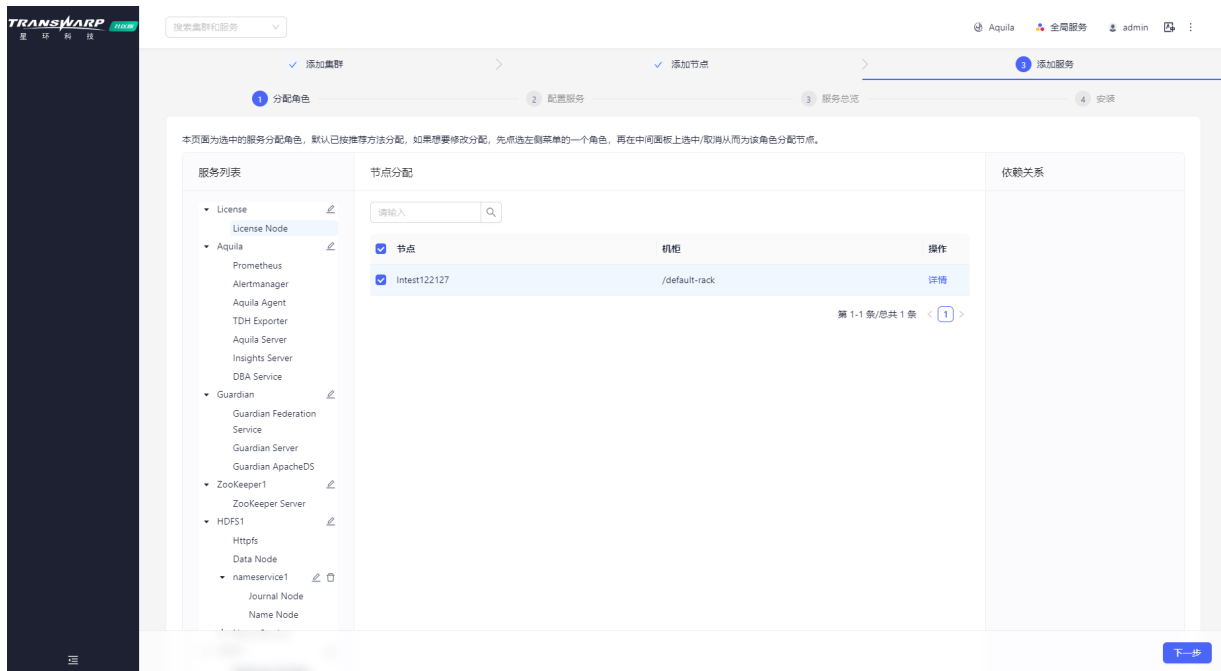 TRANSWARP 社区版
星 环 科 技
搜索集群和服务
Aquila 全局服务 admin
添加集群 添加节点 3 添加服务
1 分配角色 2 配置服务 3 服务总览 4 安装
本页面为选中的服务分配角色，默认已按推荐方法分配，如果想要修改分配，先点选左侧菜单的一个角色，再在中间面板上选中/取消从而为该角色分配节点。
服务列表 节点分配 依赖关系
License
License Node
Aquila
Prometheus
Alertmanager
Aquila Agent
TDH Exporter
Aquila Server
Insights Server
DBA Service
Guardian
Guardian Federation
Service
Guardian Server
Guardian ApacheDS
ZooKeeper1
ZooKeeper Server
HDFS1
Httpfs
Data Node
nameservice1
Journal Node
Name Node
请输入
节点 机柜 操作
lntest122127 /default-rack 详情
第 1-1 条/总共 1 条 < 1 >
下一步